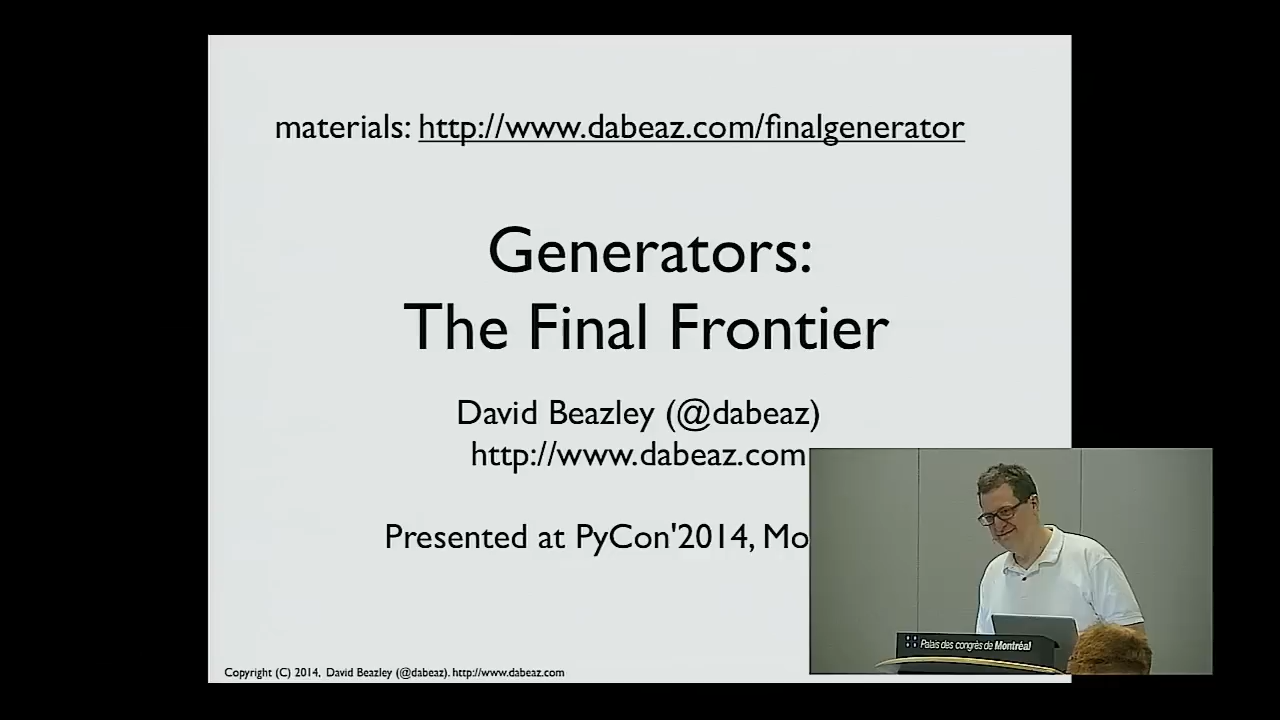 materials: http://www.dabeaz.com/finalgenerator
Generators:
The Final Frontier
David Beazley (@dabeaz)
http://www.dabeaz.com
Presented at PyCon'2014, Mo
Palais des congrès de Montréal
Copyright (C) 2014, David Beazley (@dabeaz). http://www.dabeaz.com